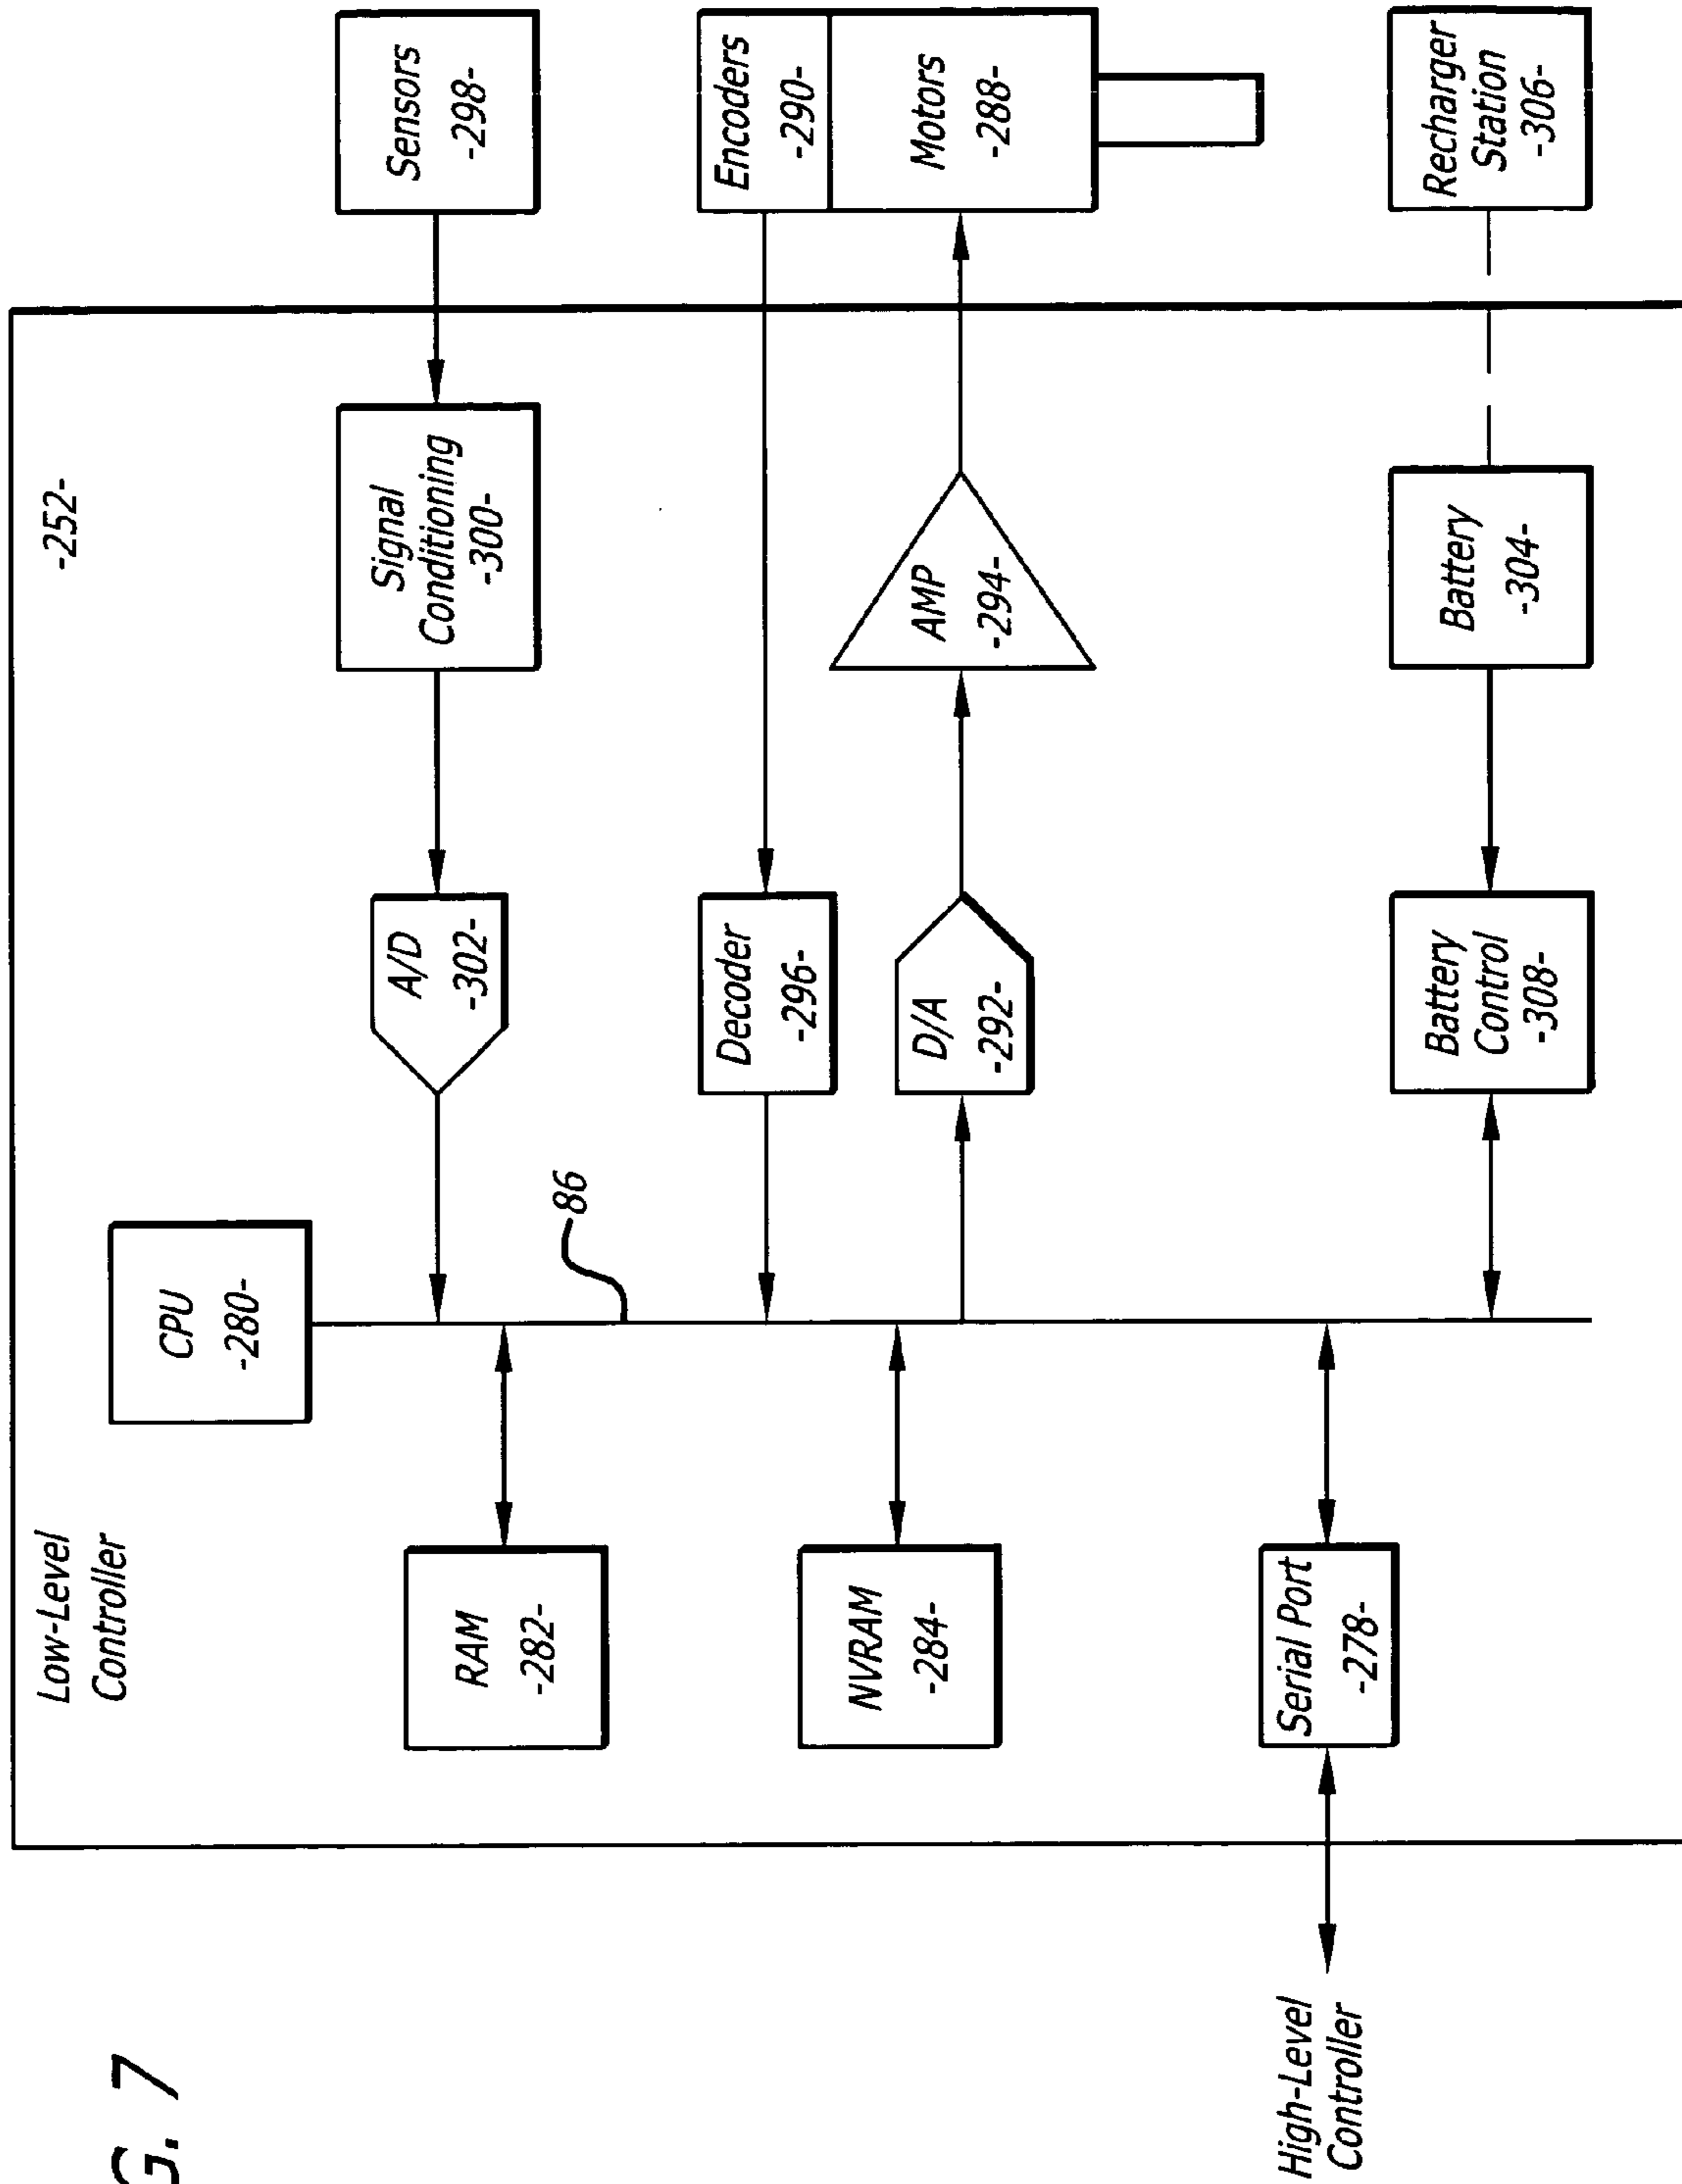 G. 7
Low-Level
Controller
-252-
CPU
-280-
RAM
-282-
A/D
-302-
Signal
Conditioning
-300-
Sensors
-298-
86
NVRAM
-284-
Decoder
-296-
Encoders
-290-
D/A
-292-
AMP
-294-
Motors
-288-
High-Level
Controller
Serial Port
-278-
Battery
Control
-308-
Battery
-304-
Recharger
Station
-306-